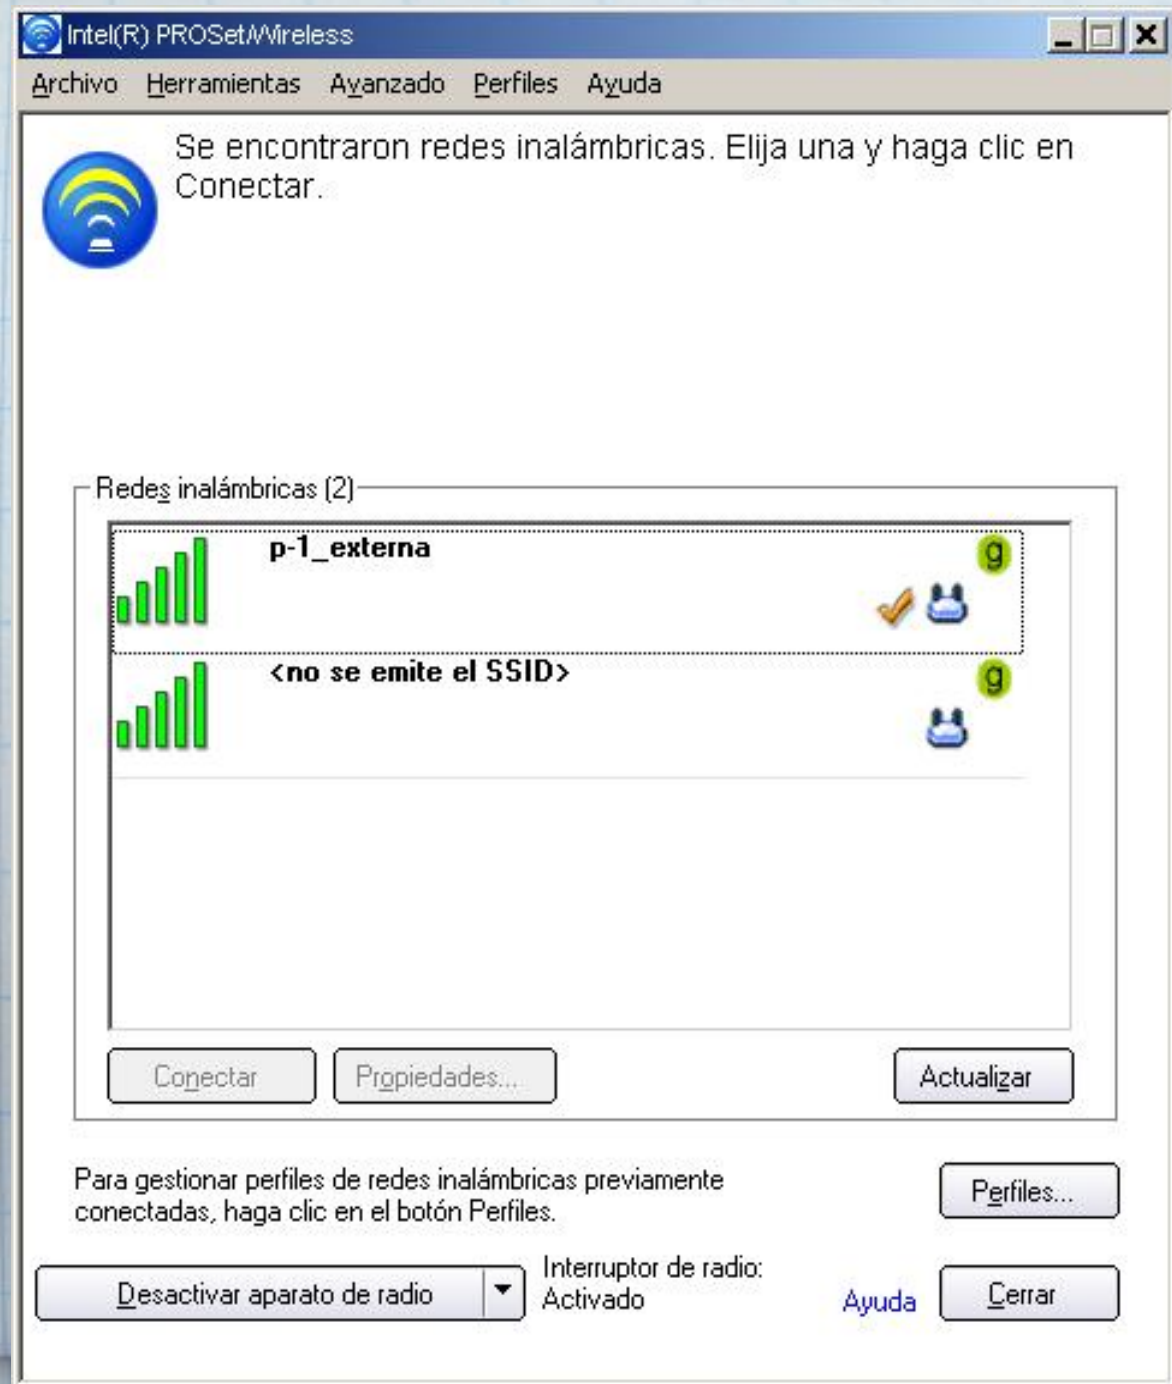 Intel(R) PROSet/Wireless
Archivo Herramientas Avanzado Perfiles Ayuda
Se encontraron redes inalámbricas. Elija una y haga clic en
Conectar.
Redes inalámbricas (2)
p-1_externa
g
<no se emite el SSID>
g
Conectar Propiedades... Actualizar
Para gestionar perfiles de redes inalámbricas previamente
conectadas, haga clic en el botón Perfiles.
Perfiles...
Desactivar aparato de radio
Interruptor de radio:
Activado
Ayuda Cerrar